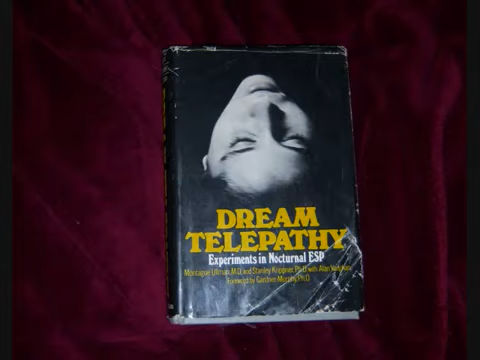 DREAM
TELEPATHY
Experiments in Nocturnal ESP
Montague Ullman, M.D. and Stanley Krippner, Ph.D. with Alan
Foreword by Gardner Murphy, Ph.D.